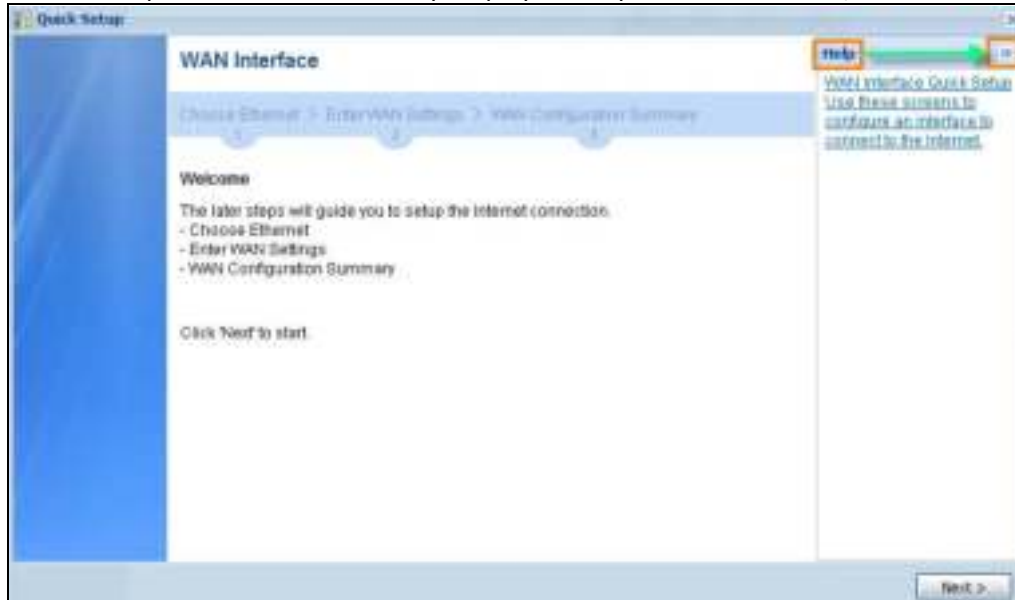 Quick Setup
WAN Interface
Choose Ethernet > Enter WAN Settings > WAN Configuration Summary
1 2 3
Welcome
The later steps will guide you to setup the Internet connection.
- Choose Ethernet
- Enter WAN Settings
- WAN Configuration Summary
Click 'Next' to start.
Help
WAN Interface Quick Setup
Use these screens to
configure an interface to
connect to the Internet.
Next >